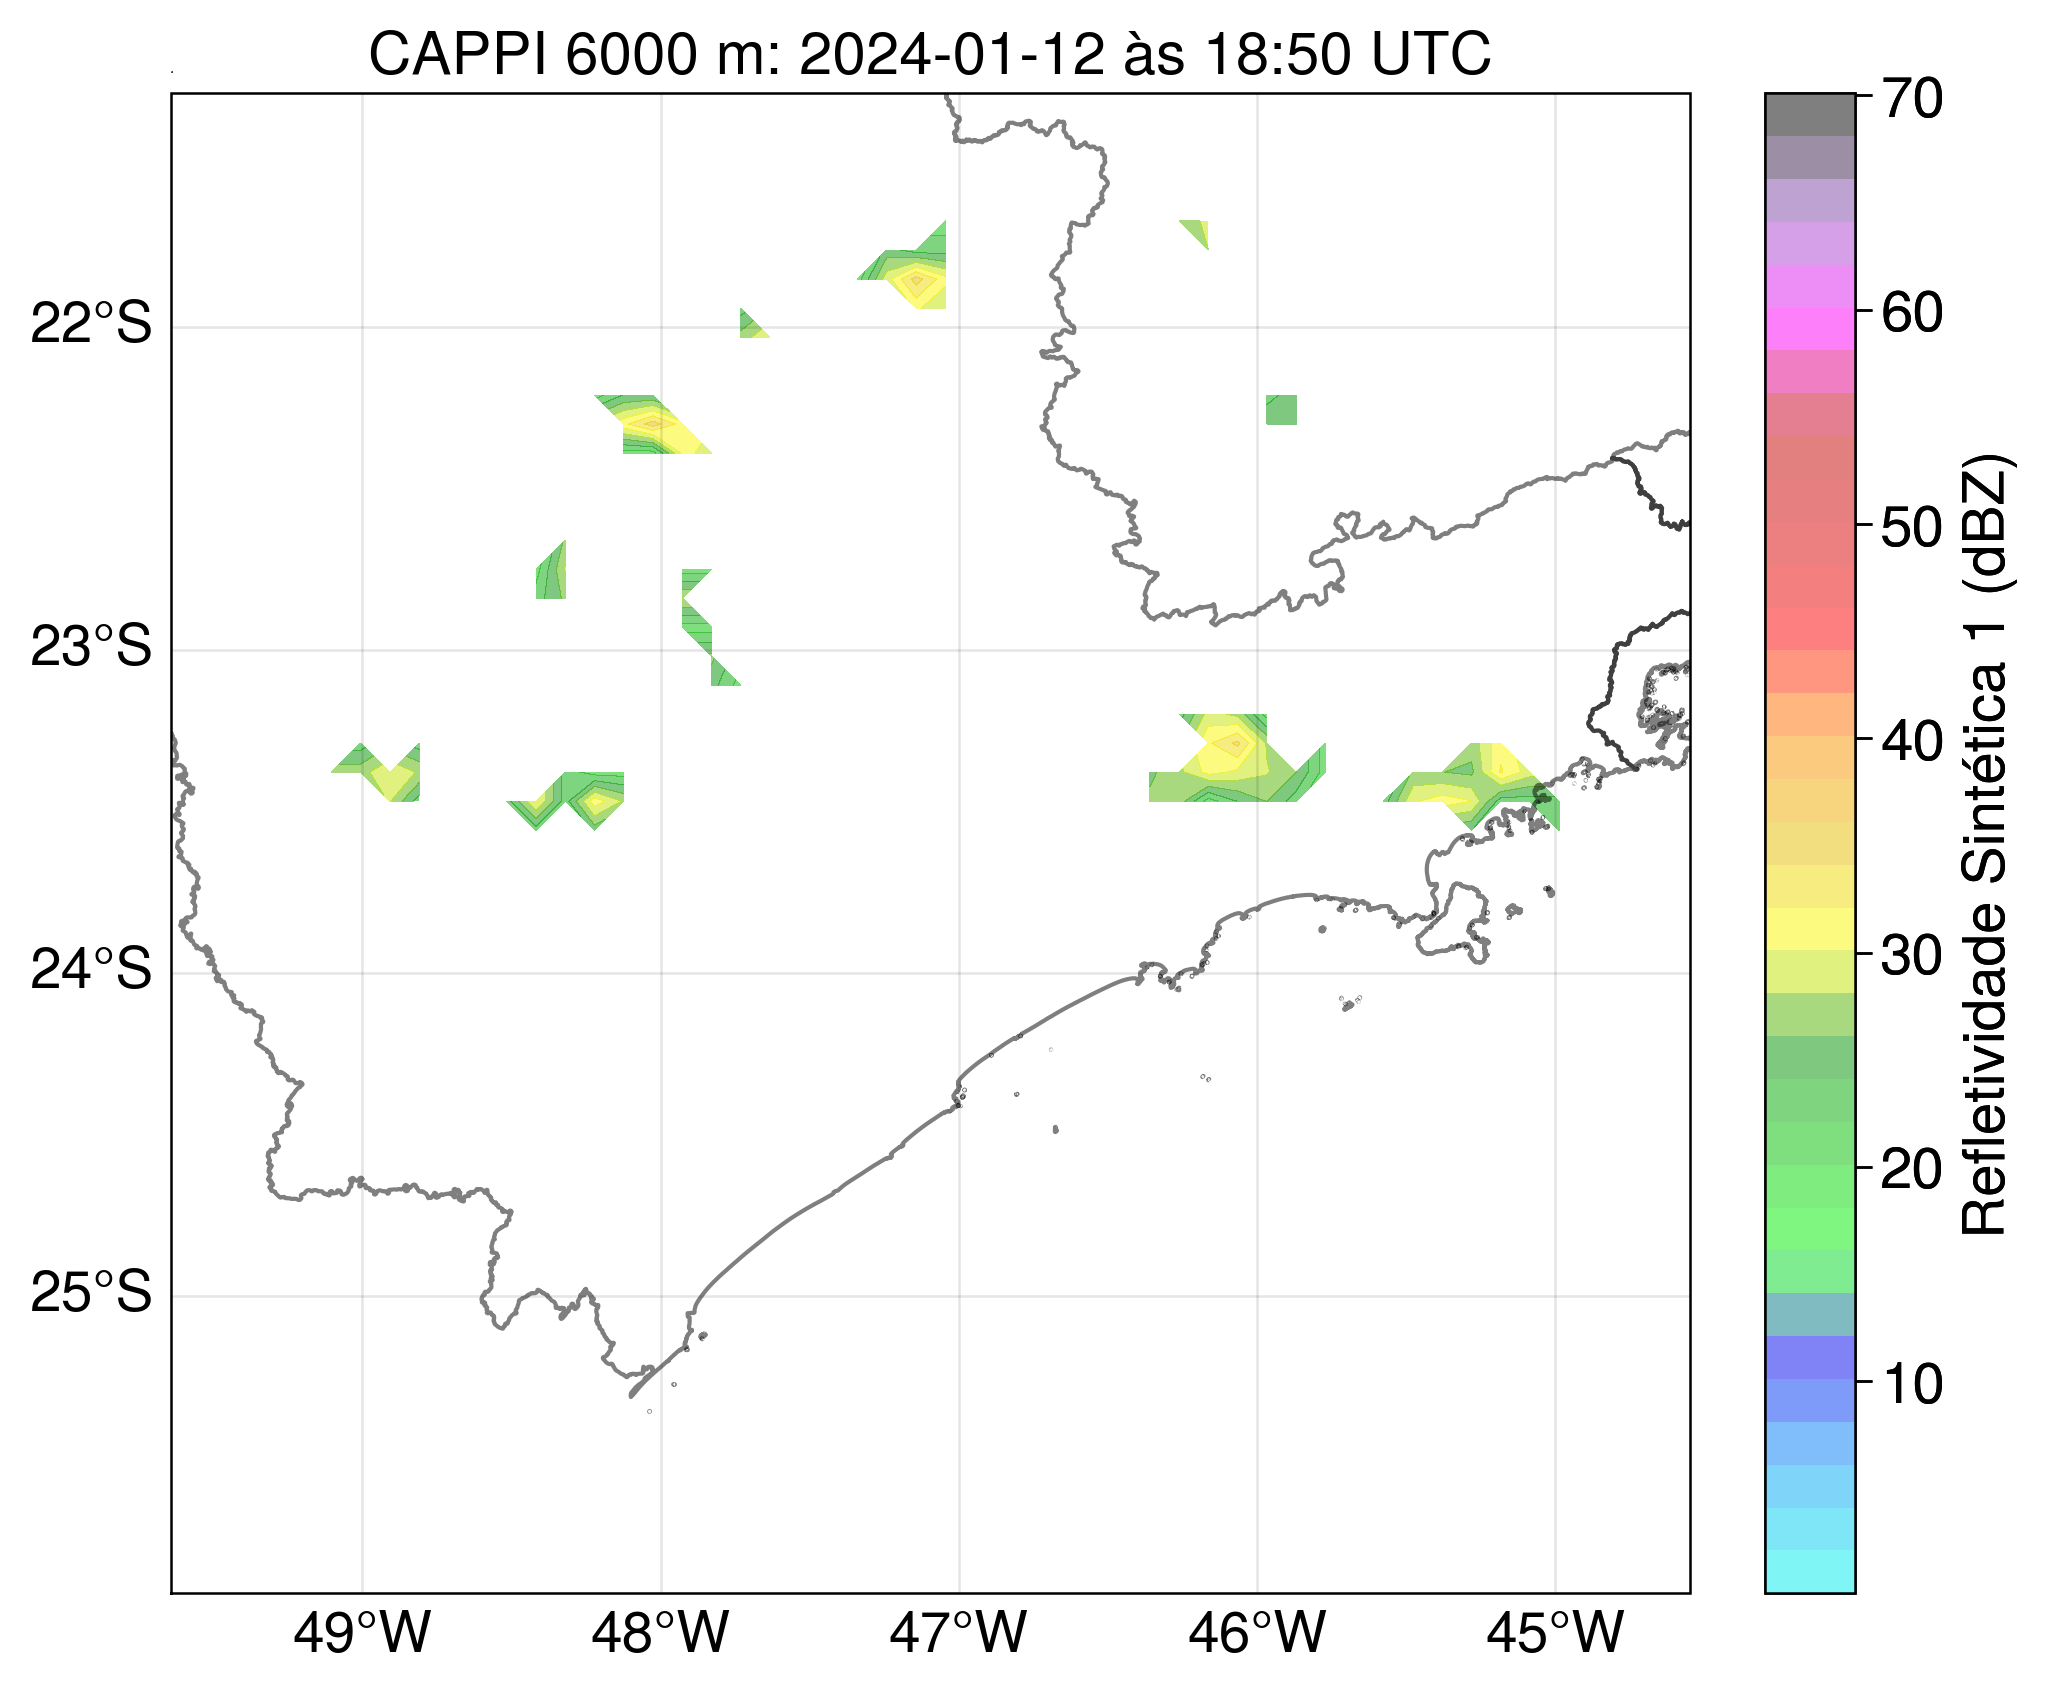 CAPPI 6000 m: 2024-01-12 às 18:50 UTC
22°S
23°S
24°S
25°S
49°W
48°W
47°W
46°W
45°W
70
60
50
40
30
20
10
Refletividade Sintética 1 (dBZ)